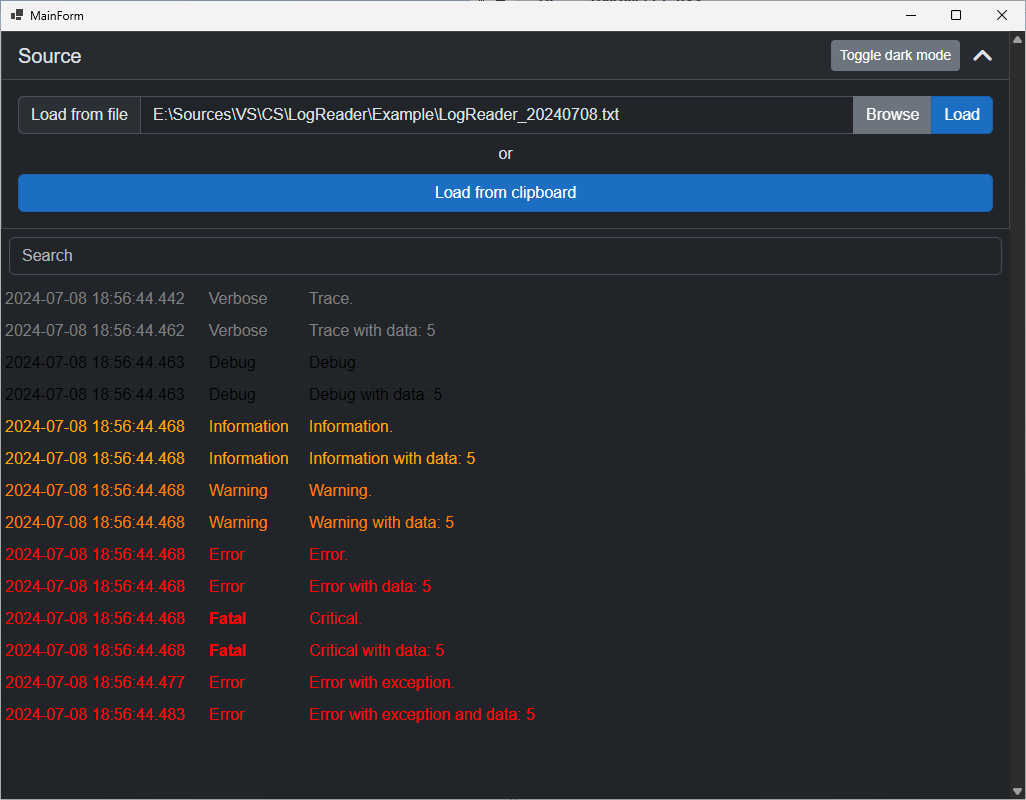 MainForm
Source Toggle dark mode
Load from file E:\Sources\VS\CS\LogReader\Example\LogReader_20240708.txt Browse Load
or
Load from clipboard
Search
2024-07-08 18:56:44.442 Verbose Trace.
2024-07-08 18:56:44.462 Verbose Trace with data: 5
2024-07-08 18:56:44.463 Debug Debug.
2024-07-08 18:56:44.463 Debug Debug with data: 5
2024-07-08 18:56:44.468 Information Information.
2024-07-08 18:56:44.468 Information Information with data: 5
2024-07-08 18:56:44.468 Warning Warning.
2024-07-08 18:56:44.468 Warning Warning with data: 5
2024-07-08 18:56:44.468 Error Error.
2024-07-08 18:56:44.468 Error Error with data: 5
2024-07-08 18:56:44.468 Fatal Critical.
2024-07-08 18:56:44.468 Fatal Critical with data: 5
2024-07-08 18:56:44.477 Error Error with exception.
2024-07-08 18:56:44.483 Error Error with exception and data: 5